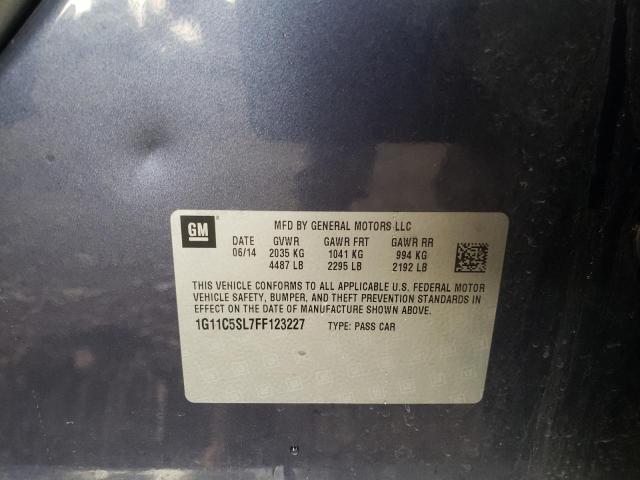 GM
MFD BY GENERAL MOTORS LLC
DATE GVWR GAWR FRT GAWR RR
06/14 2035 KG 1041 KG 994 KG
4487 LB 2295 LB 2192 LB
THIS VEHICLE CONFORMS TO ALL APPLICABLE U.S. FEDERAL MOTOR
VEHICLE SAFETY, BUMPER, AND THEFT PREVENTION STANDARDS IN
EFFECT ON THE DATE OF MANUFACTURE SHOWN ABOVE.
1G11C5SL7FF123227 TYPE: PASS CAR